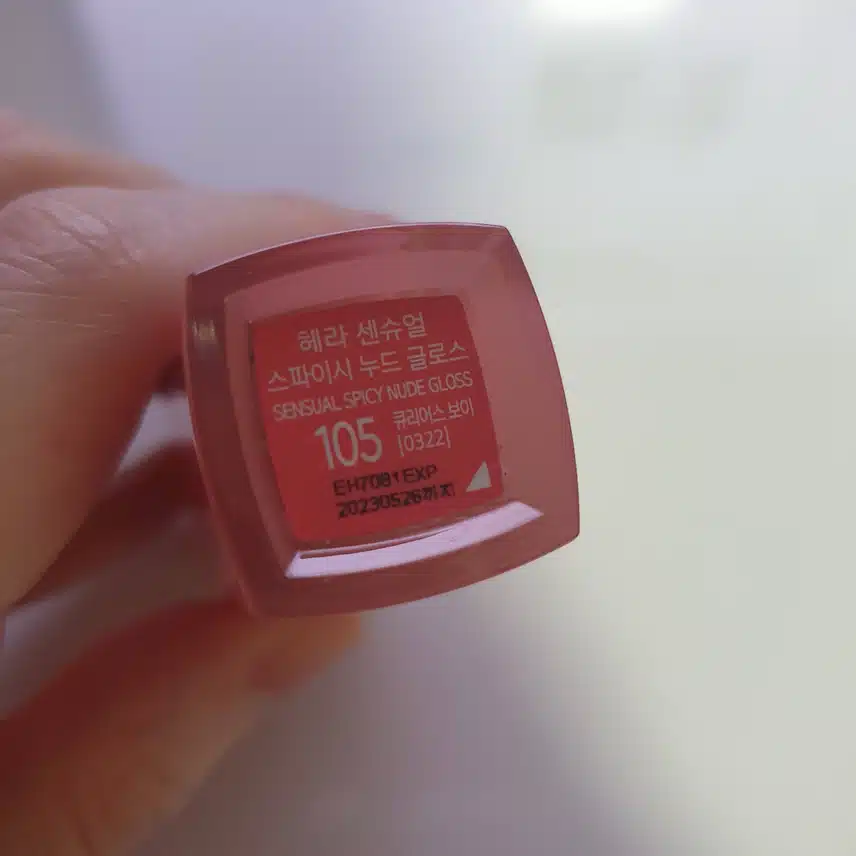 헤라 센슈얼
스파이시 누드 글로스
SENSUAL SPICY NUDE GLOSS
105 큐리어스 보이
[0322]
EH7081 EXP
20230526까지